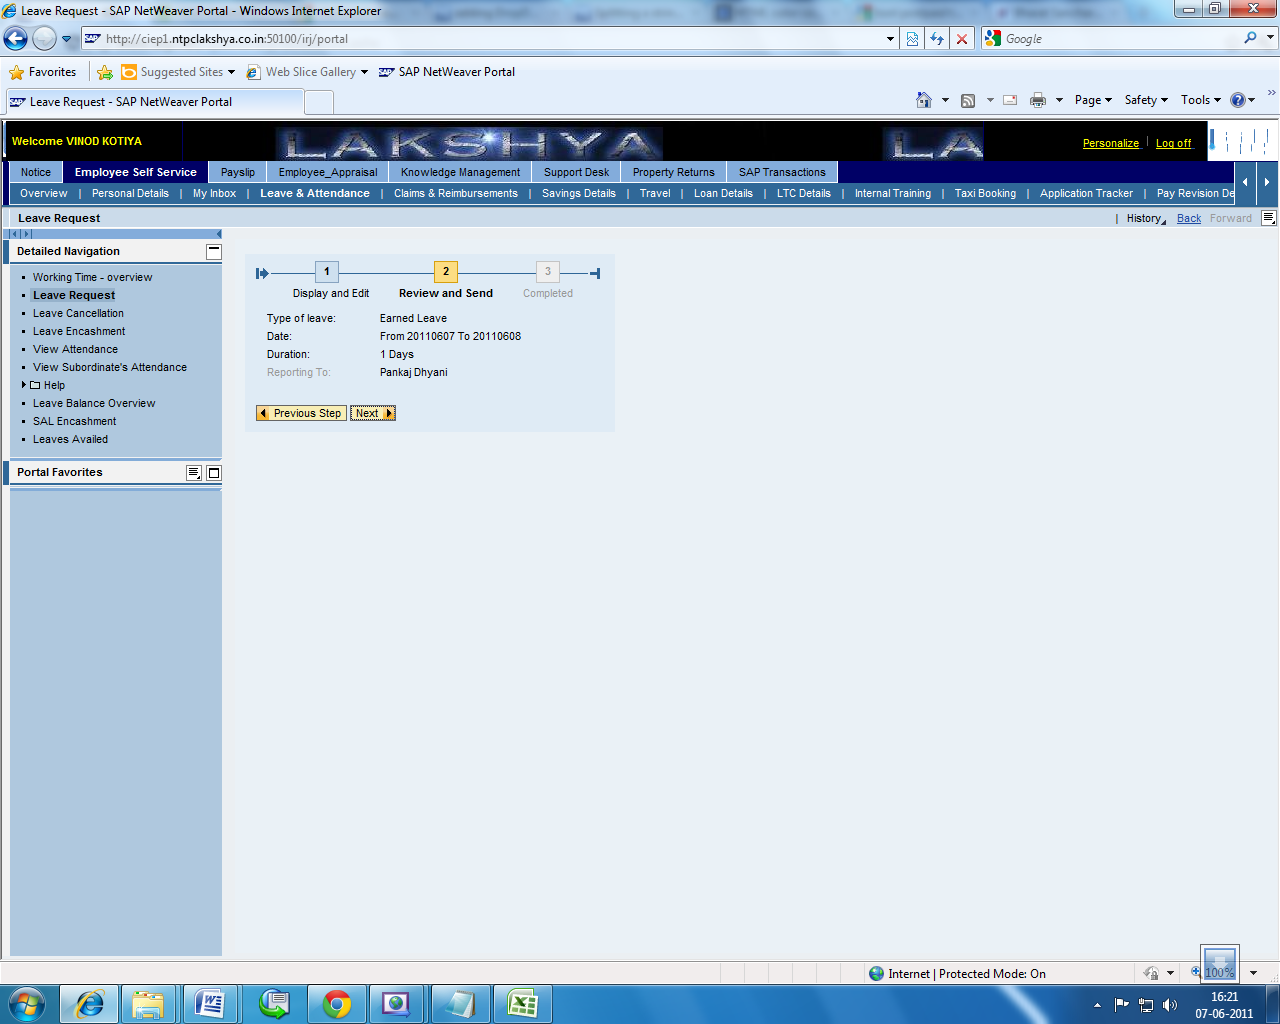 Leave Request - SAP NetWeaver Portal - Windows Internet Explorer
http://ciep1.ntpclakshya.co.in:50100/irj/portal
Google
Favorites
Suggested Sites
Web Slice Gallery
SAP NetWeaver Portal
Leave Request - SAP NetWeaver Portal
Page
Safety
Tools
Welcome VINOD KOTIYA
LAKSHYA
LA
Personalize
Log off
Notice
Employee Self Service
Payslip
Employee_Appraisal
Knowledge Management
Support Desk
Property Returns
SAP Transactions
Overview | Personal Details | My Inbox | Leave & Attendance | Claims & Reimbursements | Savings Details | Travel | Loan Details | LTC Details | Internal Training | Taxi Booking | Application Tracker | Pay Revision De
Leave Request
History
Back
Forward
Detailed Navigation
Working Time - overview
Leave Request
Leave Cancellation
Leave Encashment
View Attendance
View Subordinate's Attendance
Help
Leave Balance Overview
SAL Encashment
Leaves Availed
Portal Favorites
1
2
3
Display and Edit
Review and Send
Completed
Type of leave: Earned Leave
Date: From 20110607 To 20110608
Duration: 1 Days
Reporting To: Pankaj Dhyani
Previous Step
Next
Internet | Protected Mode: On
100%
16:21
07-06-2011